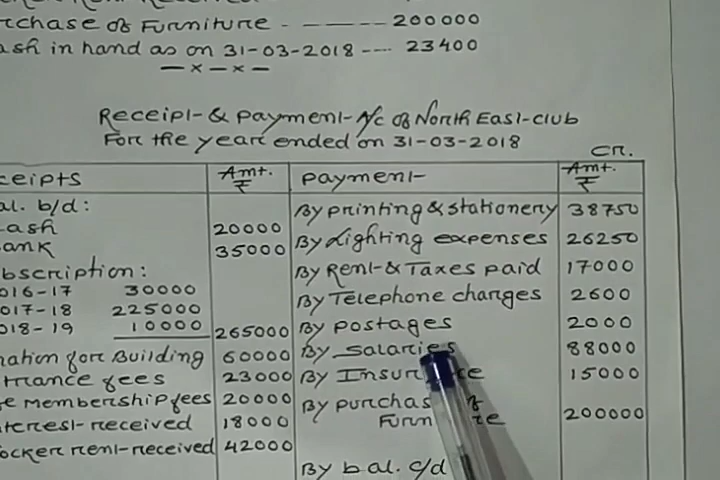 rchase of Furniture - ------ 200000
ash in hand as on 31-03-2018 ---- 23400
— x — x —
Receipt & Payment A/c of North East club
For the year ended on 31-03-2018
CR.
ceipts Amt. ₹ Payment Amt. ₹
al. b/d: By printing & stationery 38750
ash 20000 By Lighting expenses 26250
ank 35000 By Rent & Taxes paid 17000
bscription: By Telephone charges 2600
016-17 30000 By postages 2000
017-18 225000 By Salaries 88000
018-19 10000 265000 By Insur ce 15000
nation for Building 60000 By purchas
trance fees 23000 Furn re 200000
e membership fees 20000
terest received 18000
ocker rent received 42000
By bal. c/d